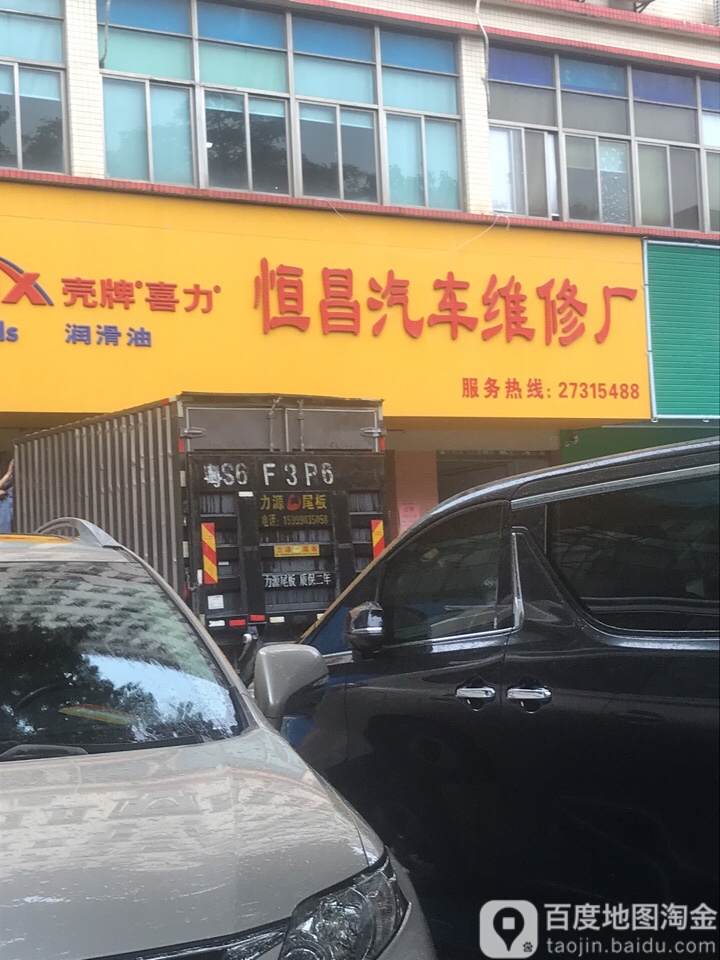 壳牌 喜力
润滑油
恒昌汽车维修厂
服务热线: 27315488
粤S6 F3P6
力源 尾板
力源尾板 质保二年
百度地图淘金
taojin.baidu.com